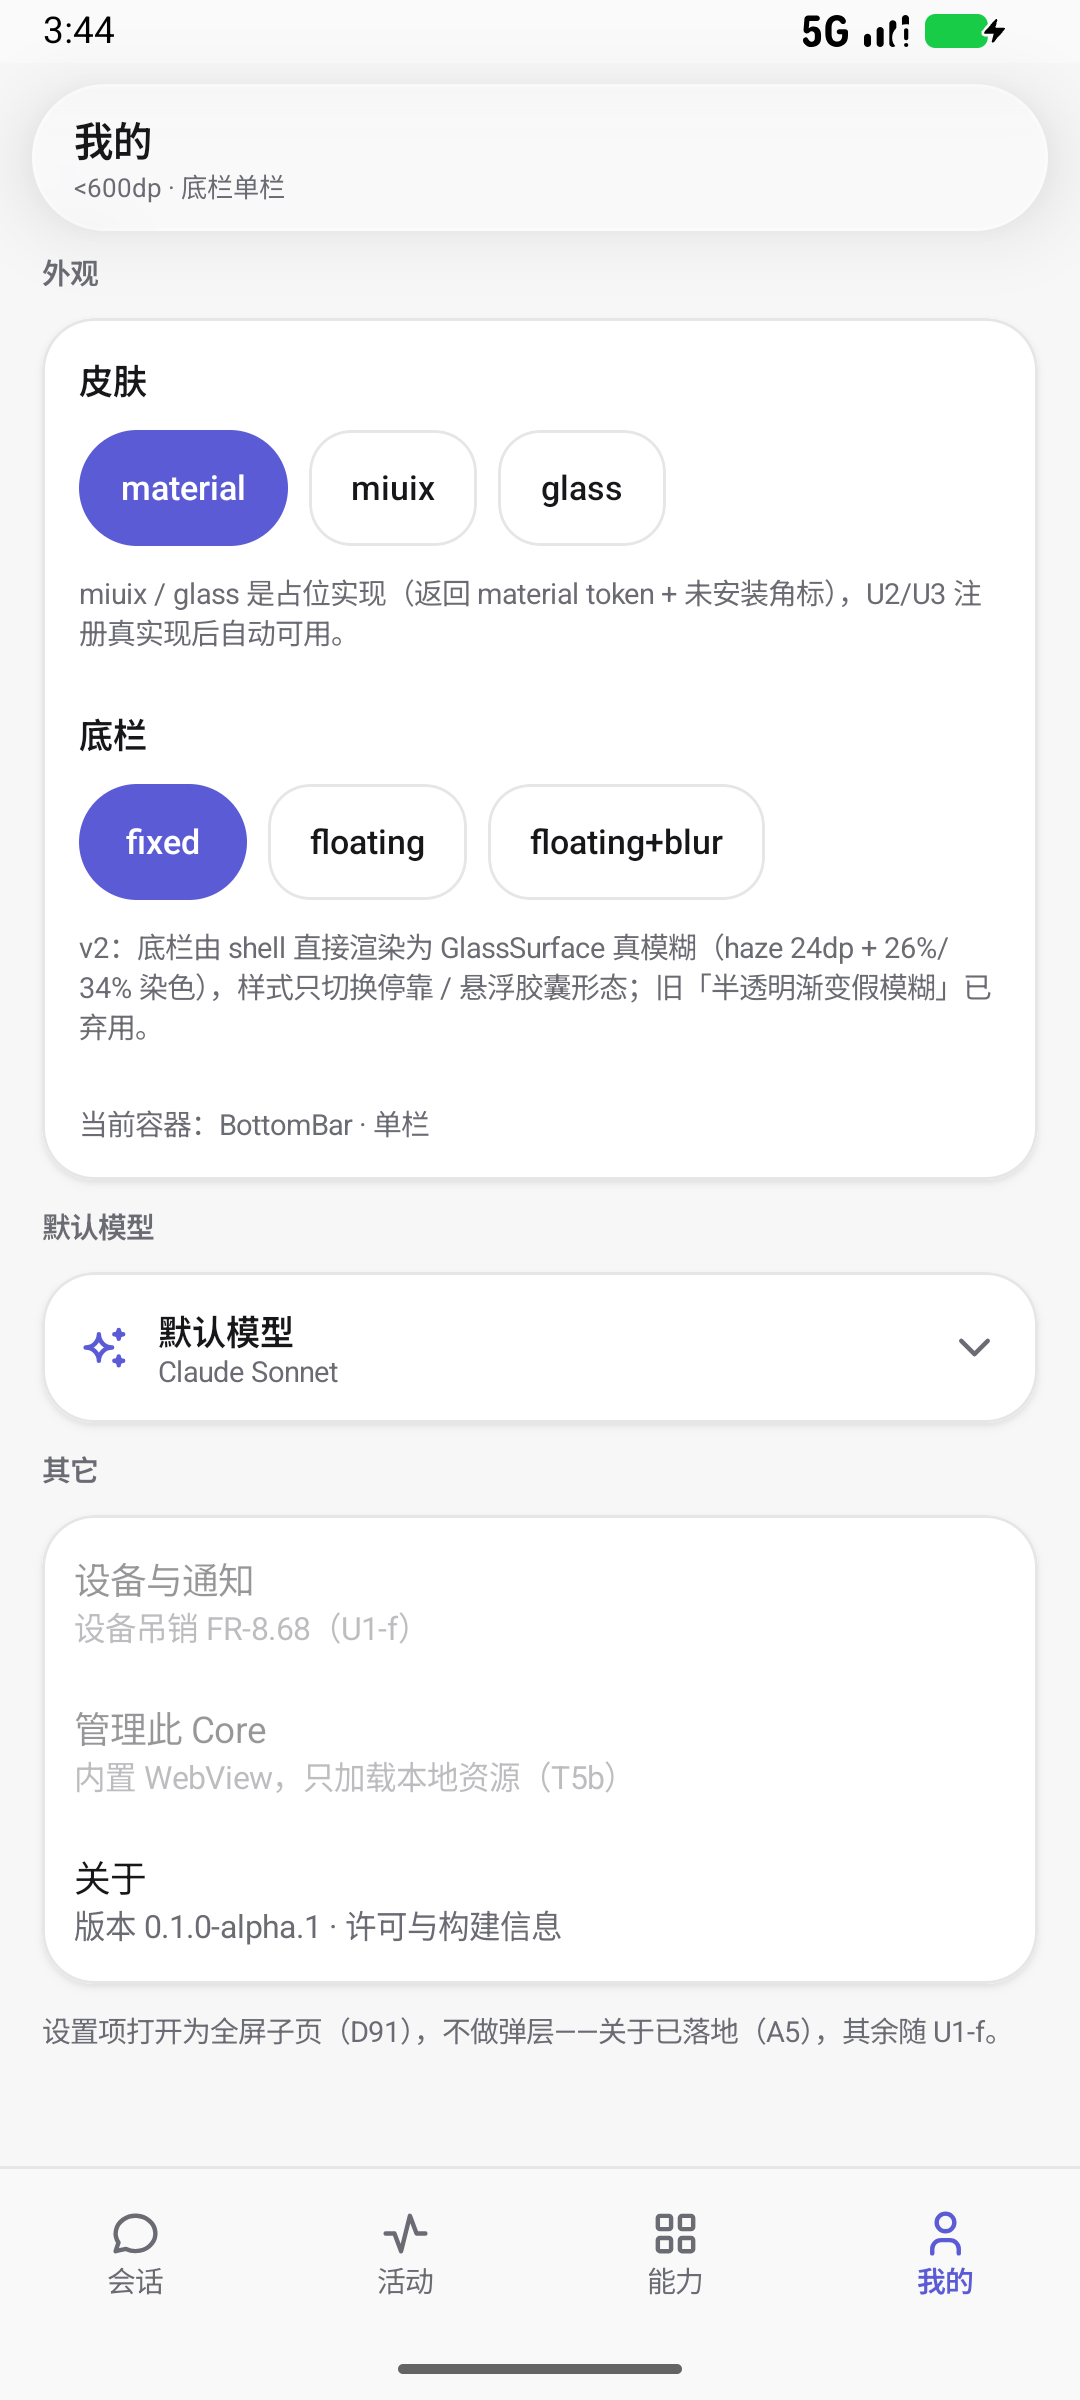 3:44
5G
我的
<600dp · 底栏单栏
外观
皮肤
material
miuix
glass
miuix / glass 是占位实现（返回 material token + 未安装角标），U2/U3 注
册真实现后自动可用。
底栏
fixed
floating
floating+blur
v2：底栏由 shell 直接渲染为 GlassSurface 真模糊（haze 24dp + 26%/
34% 染色），样式只切换停靠 / 悬浮胶囊形态；旧「半透明渐变假模糊」已
弃用。
当前容器：BottomBar · 单栏
默认模型
默认模型
Claude Sonnet
其它
设备与通知
设备吊销 FR-8.68（U1-f）
管理此 Core
内置 WebView，只加载本地资源（T5b）
关于
版本 0.1.0-alpha.1 · 许可与构建信息
设置项打开为全屏子页（D91），不做弹层——关于已落地（A5），其余随 U1-f。
会话
活动
能力
我的